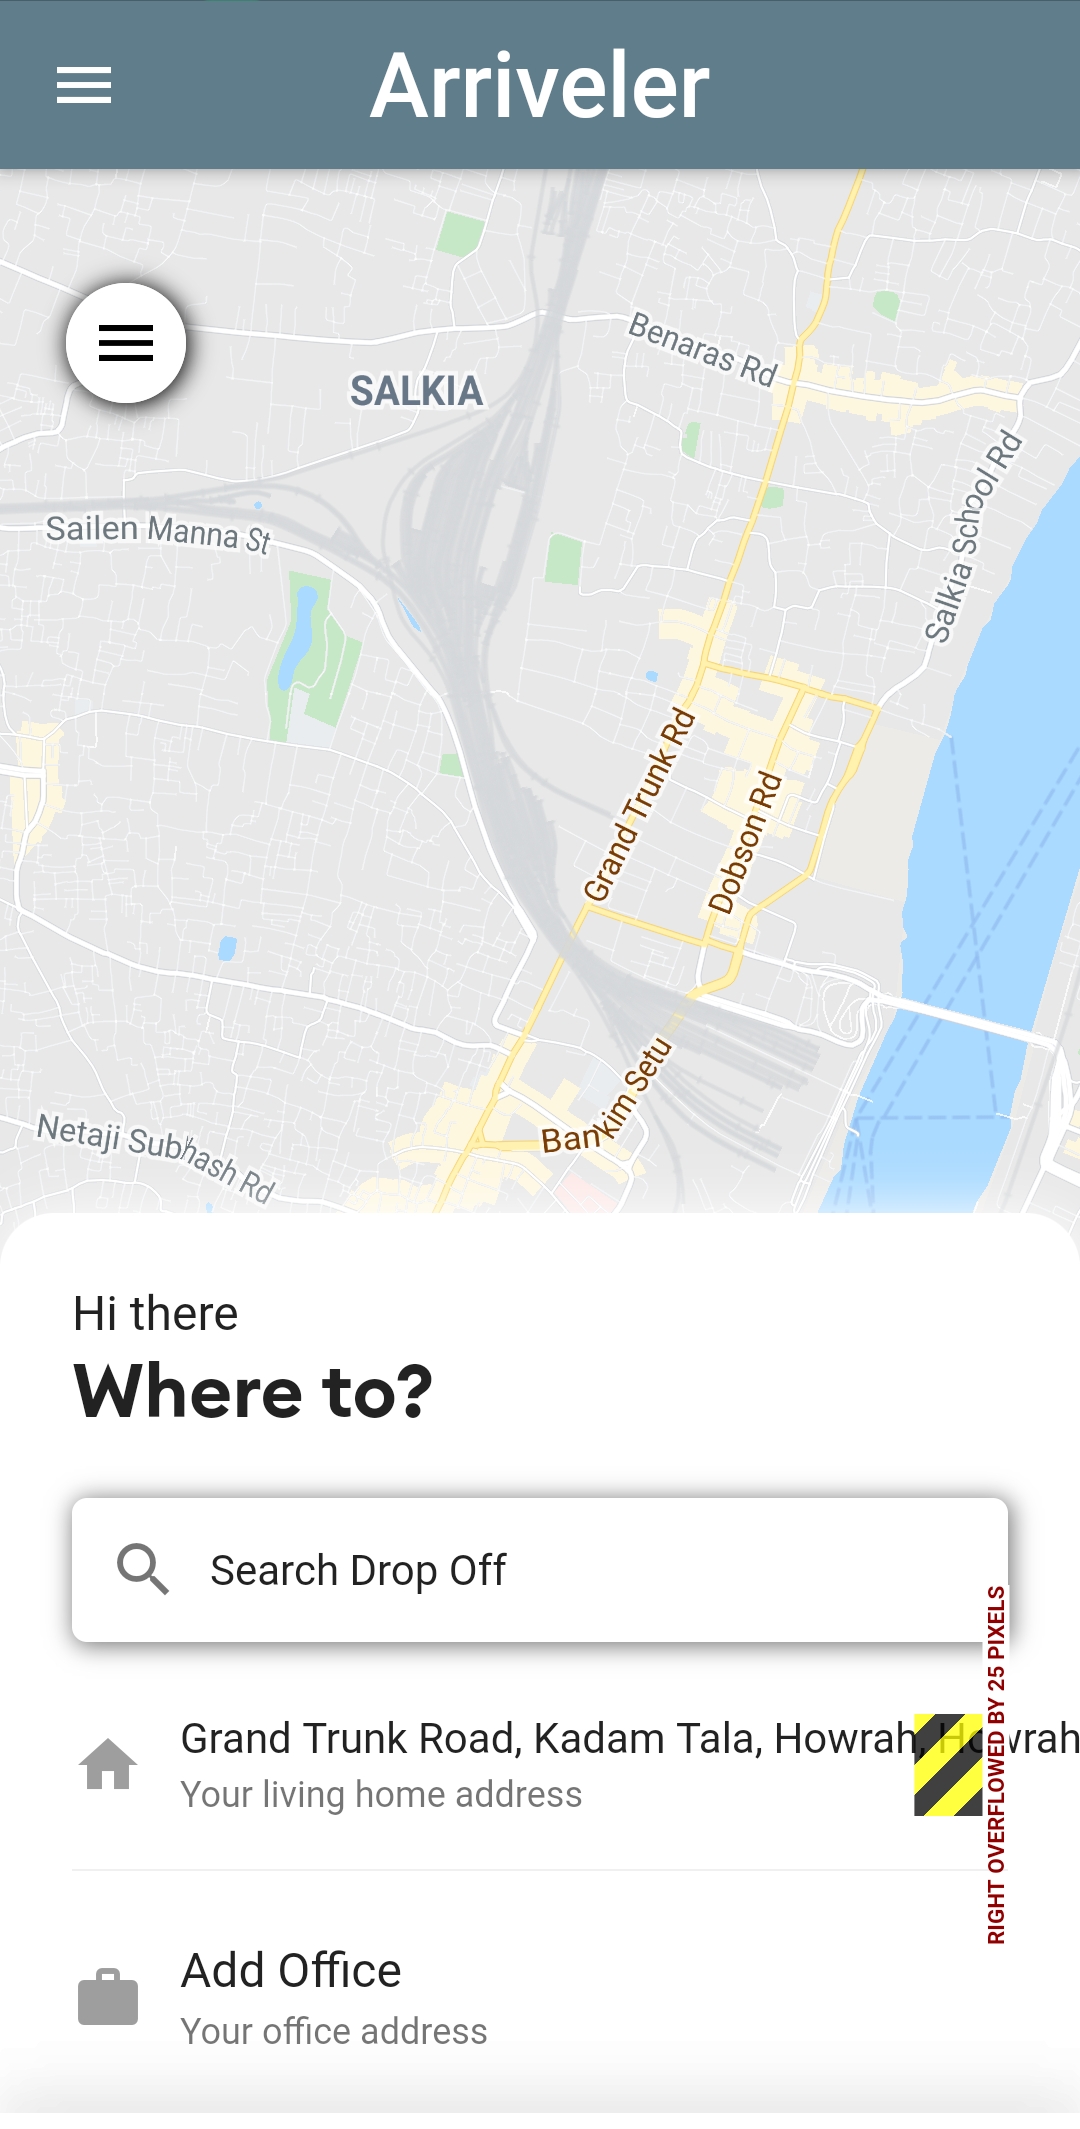 Arriveler
Benaras Rd
SALKIA
Salkia School Rd
Sailen Manna St
Grand Trunk Rd
Dobson Rd
Bankim Setu
Netaji Subhash Rd
Hi there
Where to?
Search Drop Off
RIGHT OVERFLOWED BY 25 PIXELS
Grand Trunk Road, Kadam Tala, Howrah, Howrah
Your living home address
Add Office
Your office address